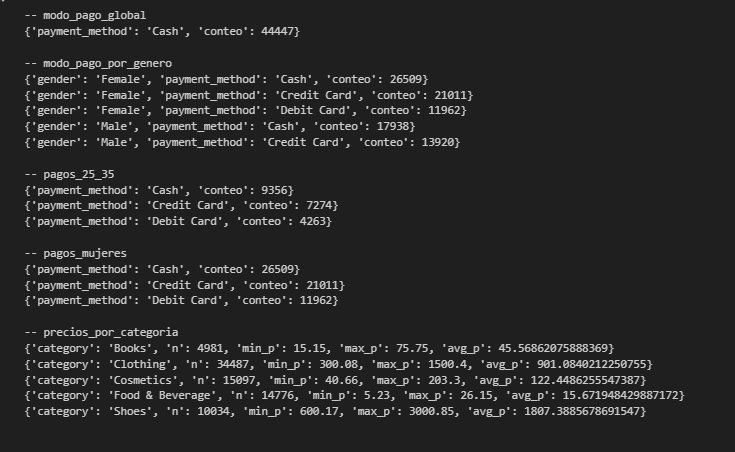 -- modo_pago_global
{'payment_method': 'Cash', 'conteo': 44447}
-- modo_pago_por_genero
{'gender': 'Female', 'payment_method': 'Cash', 'conteo': 26509}
{'gender': 'Female', 'payment_method': 'Credit Card', 'conteo': 21011}
{'gender': 'Female', 'payment_method': 'Debit Card', 'conteo': 11962}
{'gender': 'Male', 'payment_method': 'Cash', 'conteo': 17938}
{'gender': 'Male', 'payment_method': 'Credit Card', 'conteo': 13920}
-- pagos_25_35
{'payment_method': 'Cash', 'conteo': 9356}
{'payment_method': 'Credit Card', 'conteo': 7274}
{'payment_method': 'Debit Card', 'conteo': 4263}
-- pagos_mujeres
{'payment_method': 'Cash', 'conteo': 26509}
{'payment_method': 'Credit Card', 'conteo': 21011}
{'payment_method': 'Debit Card', 'conteo': 11962}
-- precios_por_categoria
{'category': 'Books', 'n': 4981, 'min_p': 15.15, 'max_p': 75.75, 'avg_p': 45.56862075888369}
{'category': 'Clothing', 'n': 34487, 'min_p': 300.08, 'max_p': 1500.4, 'avg_p': 901.0840212250755}
{'category': 'Cosmetics', 'n': 15097, 'min_p': 40.66, 'max_p': 203.3, 'avg_p': 122.4486255547387}
{'category': 'Food & Beverage', 'n': 14776, 'min_p': 5.23, 'max_p': 26.15, 'avg_p': 15.671948429887172}
{'category': 'Shoes', 'n': 10034, 'min_p': 600.17, 'max_p': 3000.85, 'avg_p': 1807.3885678691547}